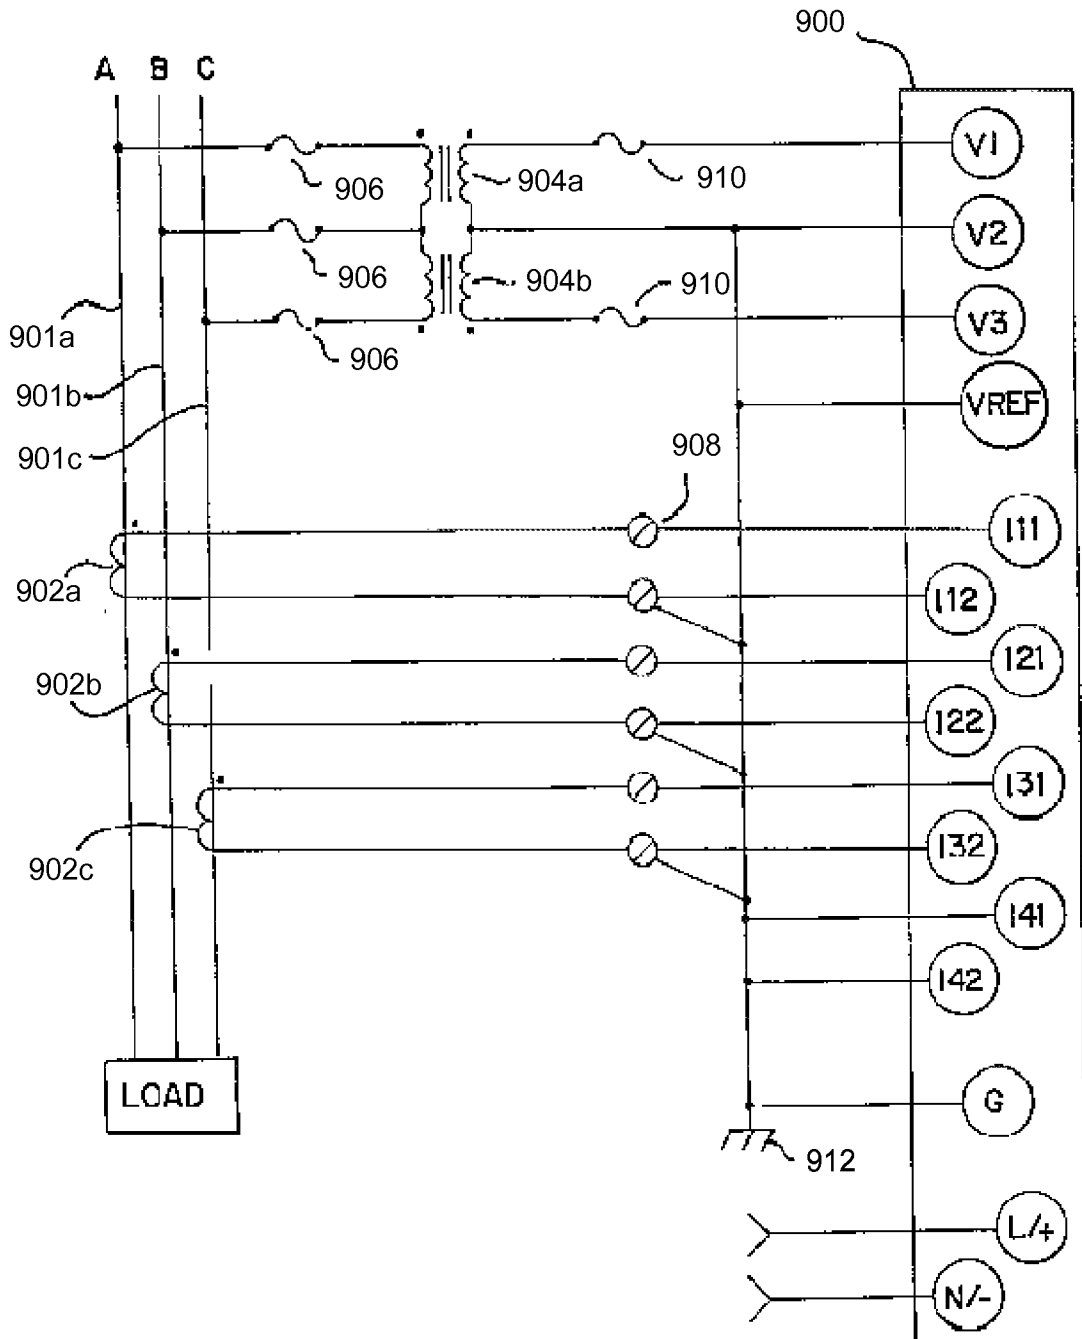 900
A B C
V1
906
904a
910
V2
906
904b
910
V3
901a
906
901b
VREF
901c
908
I11
902a
I12
I21
902b
I22
I31
902c
I32
I41
I42
LOAD
G
912
L/+
N/-